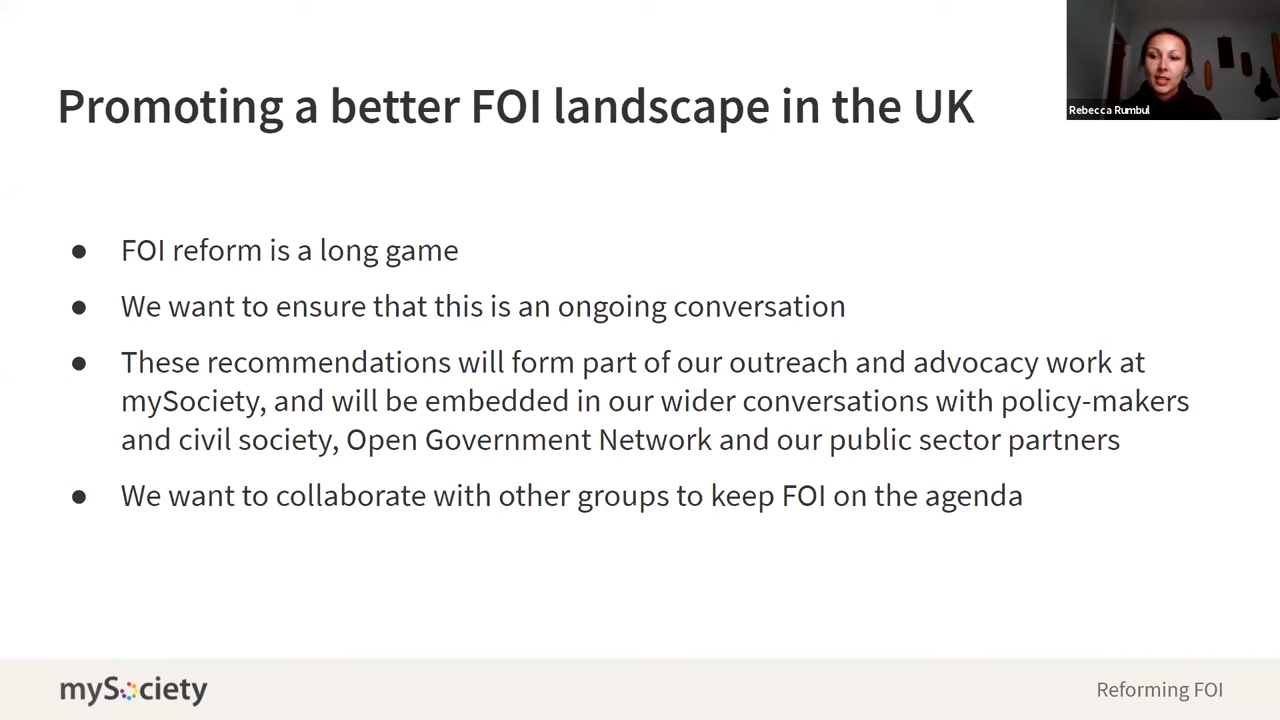 Promoting a better FOI landscape in the UK
Rebecca Rumbul
● FOI reform is a long game
● We want to ensure that this is an ongoing conversation
● These recommendations will form part of our outreach and advocacy work at
mySociety, and will be embedded in our wider conversations with policy-makers
and civil society, Open Government Network and our public sector partners
● We want to collaborate with other groups to keep FOI on the agenda
mySociety
Reforming FOI